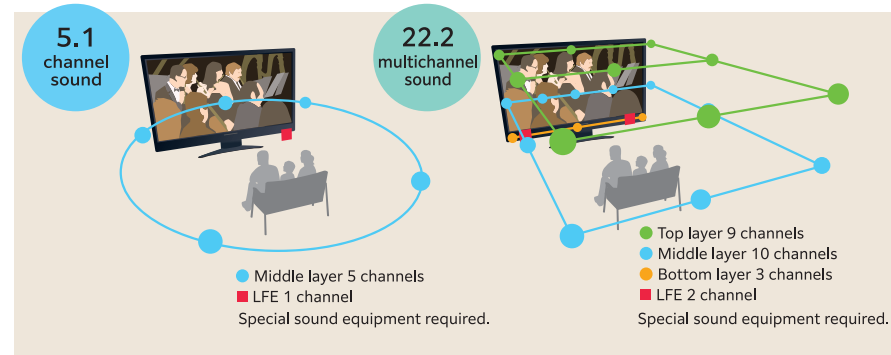 5.1
channel
sound
Middle layer 5 channels
LFE 1 channel
Special sound equipment required.
22.2
multichannel
sound
Top layer 9 channels
Middle layer 10 channels
Bottom layer 3 channels
LFE 2 channel
Special sound equipment required.